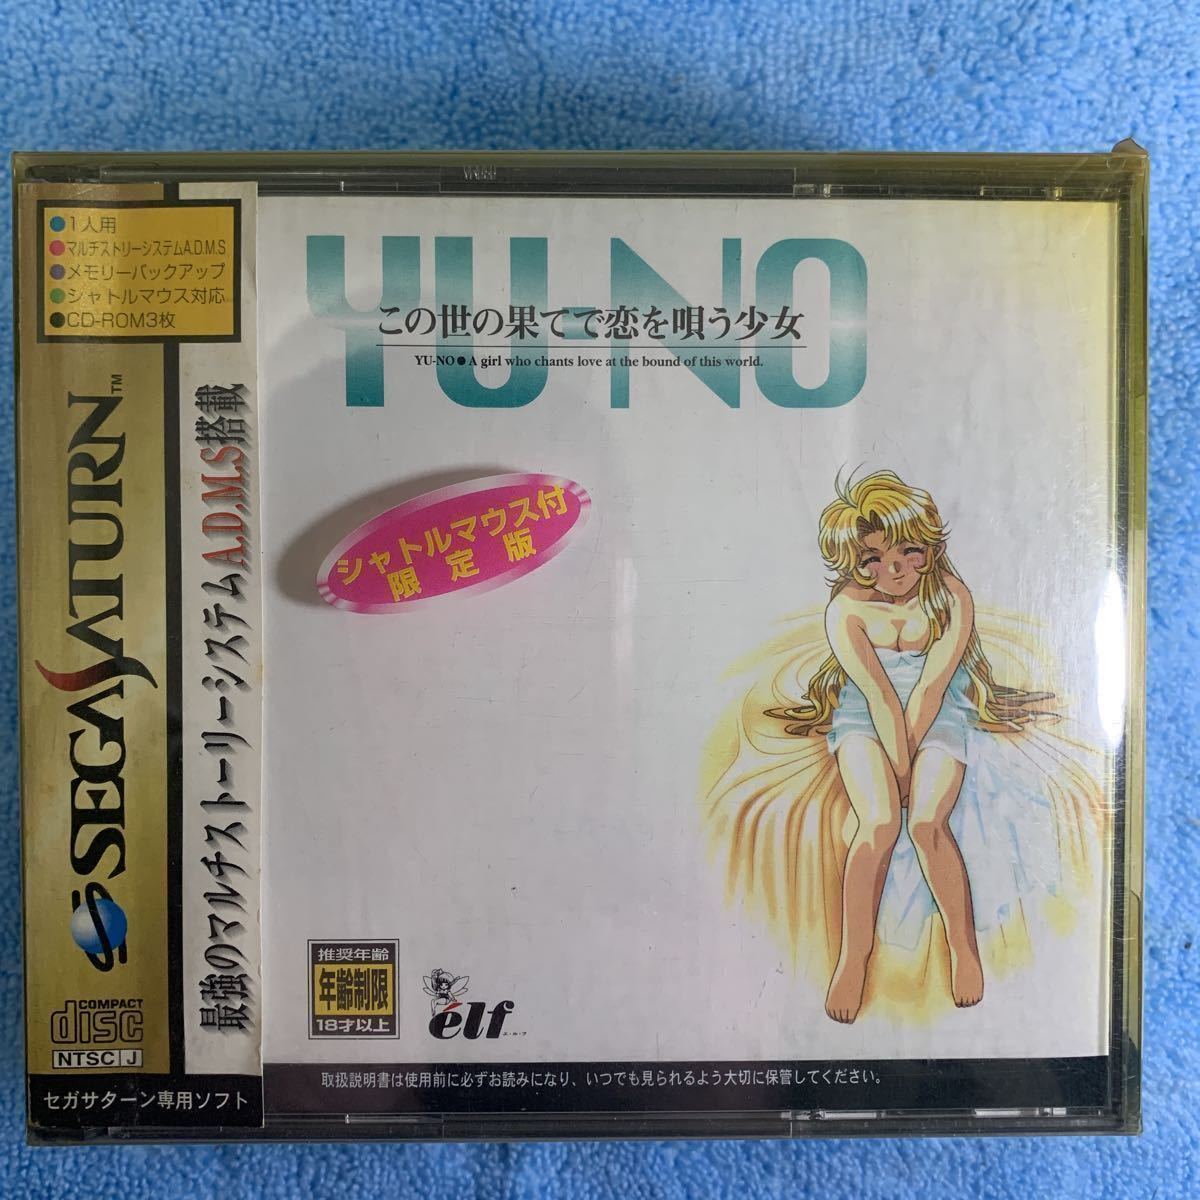 ●1人用
●マルチストーリーシステムA.D.M.S
●メモリーバックアップ
●シャトルマウス対応
●CD-ROM3枚
SEGA SATURN™
最強のマルチストーリーシステムA.D.M.S搭載
COMPACT
disc
NTSC J
セガサターン専用ソフト
YU-NO
この世の果てで恋を唄う少女
YU-NO●A girl who chants love at the bound of this world.
シャトルマウス付
限定版
推奨年齢
年齢制限
18才以上
élf
エ・ル・フ
取扱説明書は使用前に必ずお読みになり、いつでも見られるよう大切に保管してください。